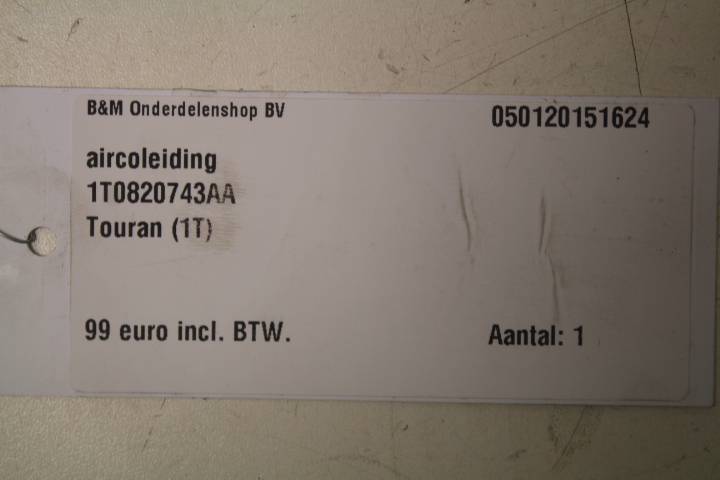 B&M Onderdelenshop BV 050120151624
aircoleiding
1T0820743AA
Touran (1T)
99 euro incl. BTW. Aantal: 1